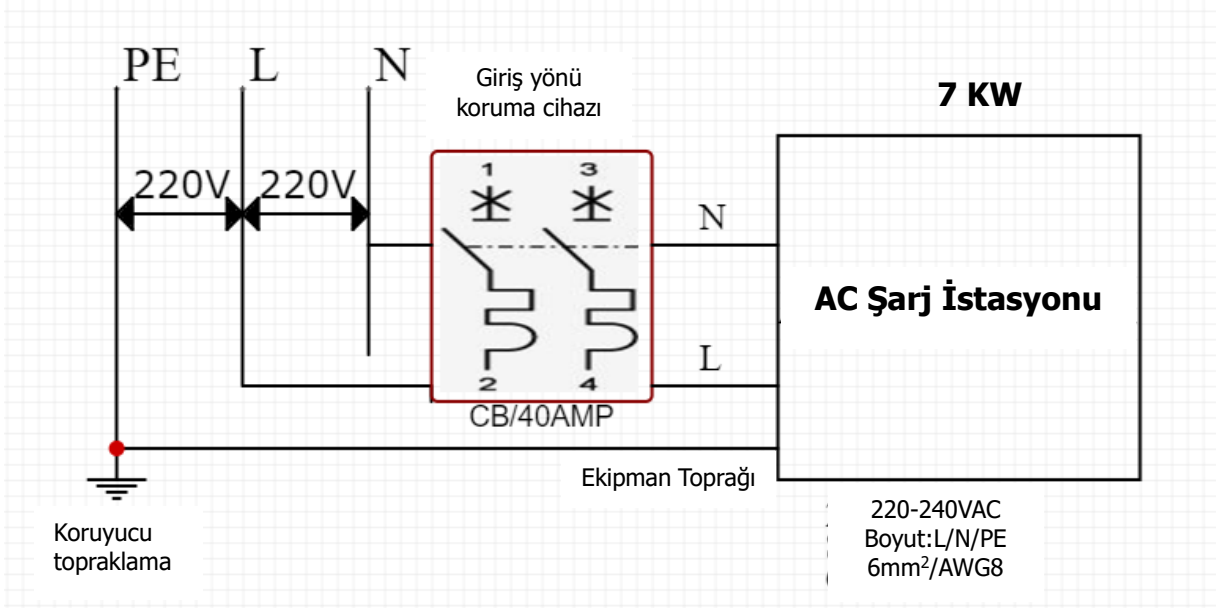 PE L N
Giriş yönü
koruma cihazı
7 KW
220V 220V
1 3
N
AC Şarj İstasyonu
L
2 4
CB/40AMP
Ekipman Toprağı
Koruyucu
topraklama
220-240VAC
Boyut:L/N/PE
6mm²/AWG8